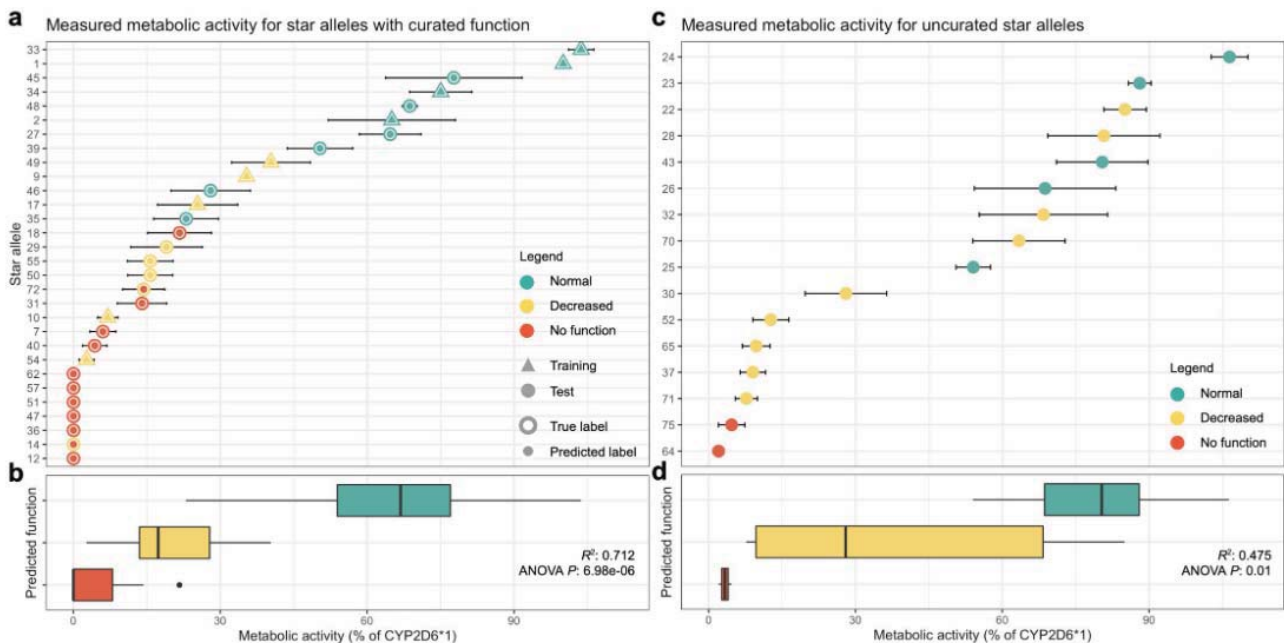 a Measured metabolic activity for star alleles with curated function
Star allele
33
1
45
34
48
2
27
39
49
9
46
17
35
18
29
55
50
72
31
10
7
40
54
62
57
51
47
36
14
12
Legend
Normal
Decreased
No function
Training
Test
True label
Predicted label
b
Predicted function
R²: 0.712
ANOVA P: 6.98e-06
0 30 60 90
Metabolic activity (% of CYP2D6*1)
c Measured metabolic activity for uncurated star alleles
24
23
22
28
43
26
32
70
25
30
52
65
37
71
75
64
Legend
Normal
Decreased
No function
d
Predicted function
R²: 0.475
ANOVA P: 0.01
0 30 60 90
Metabolic activity (% of CYP2D6*1)